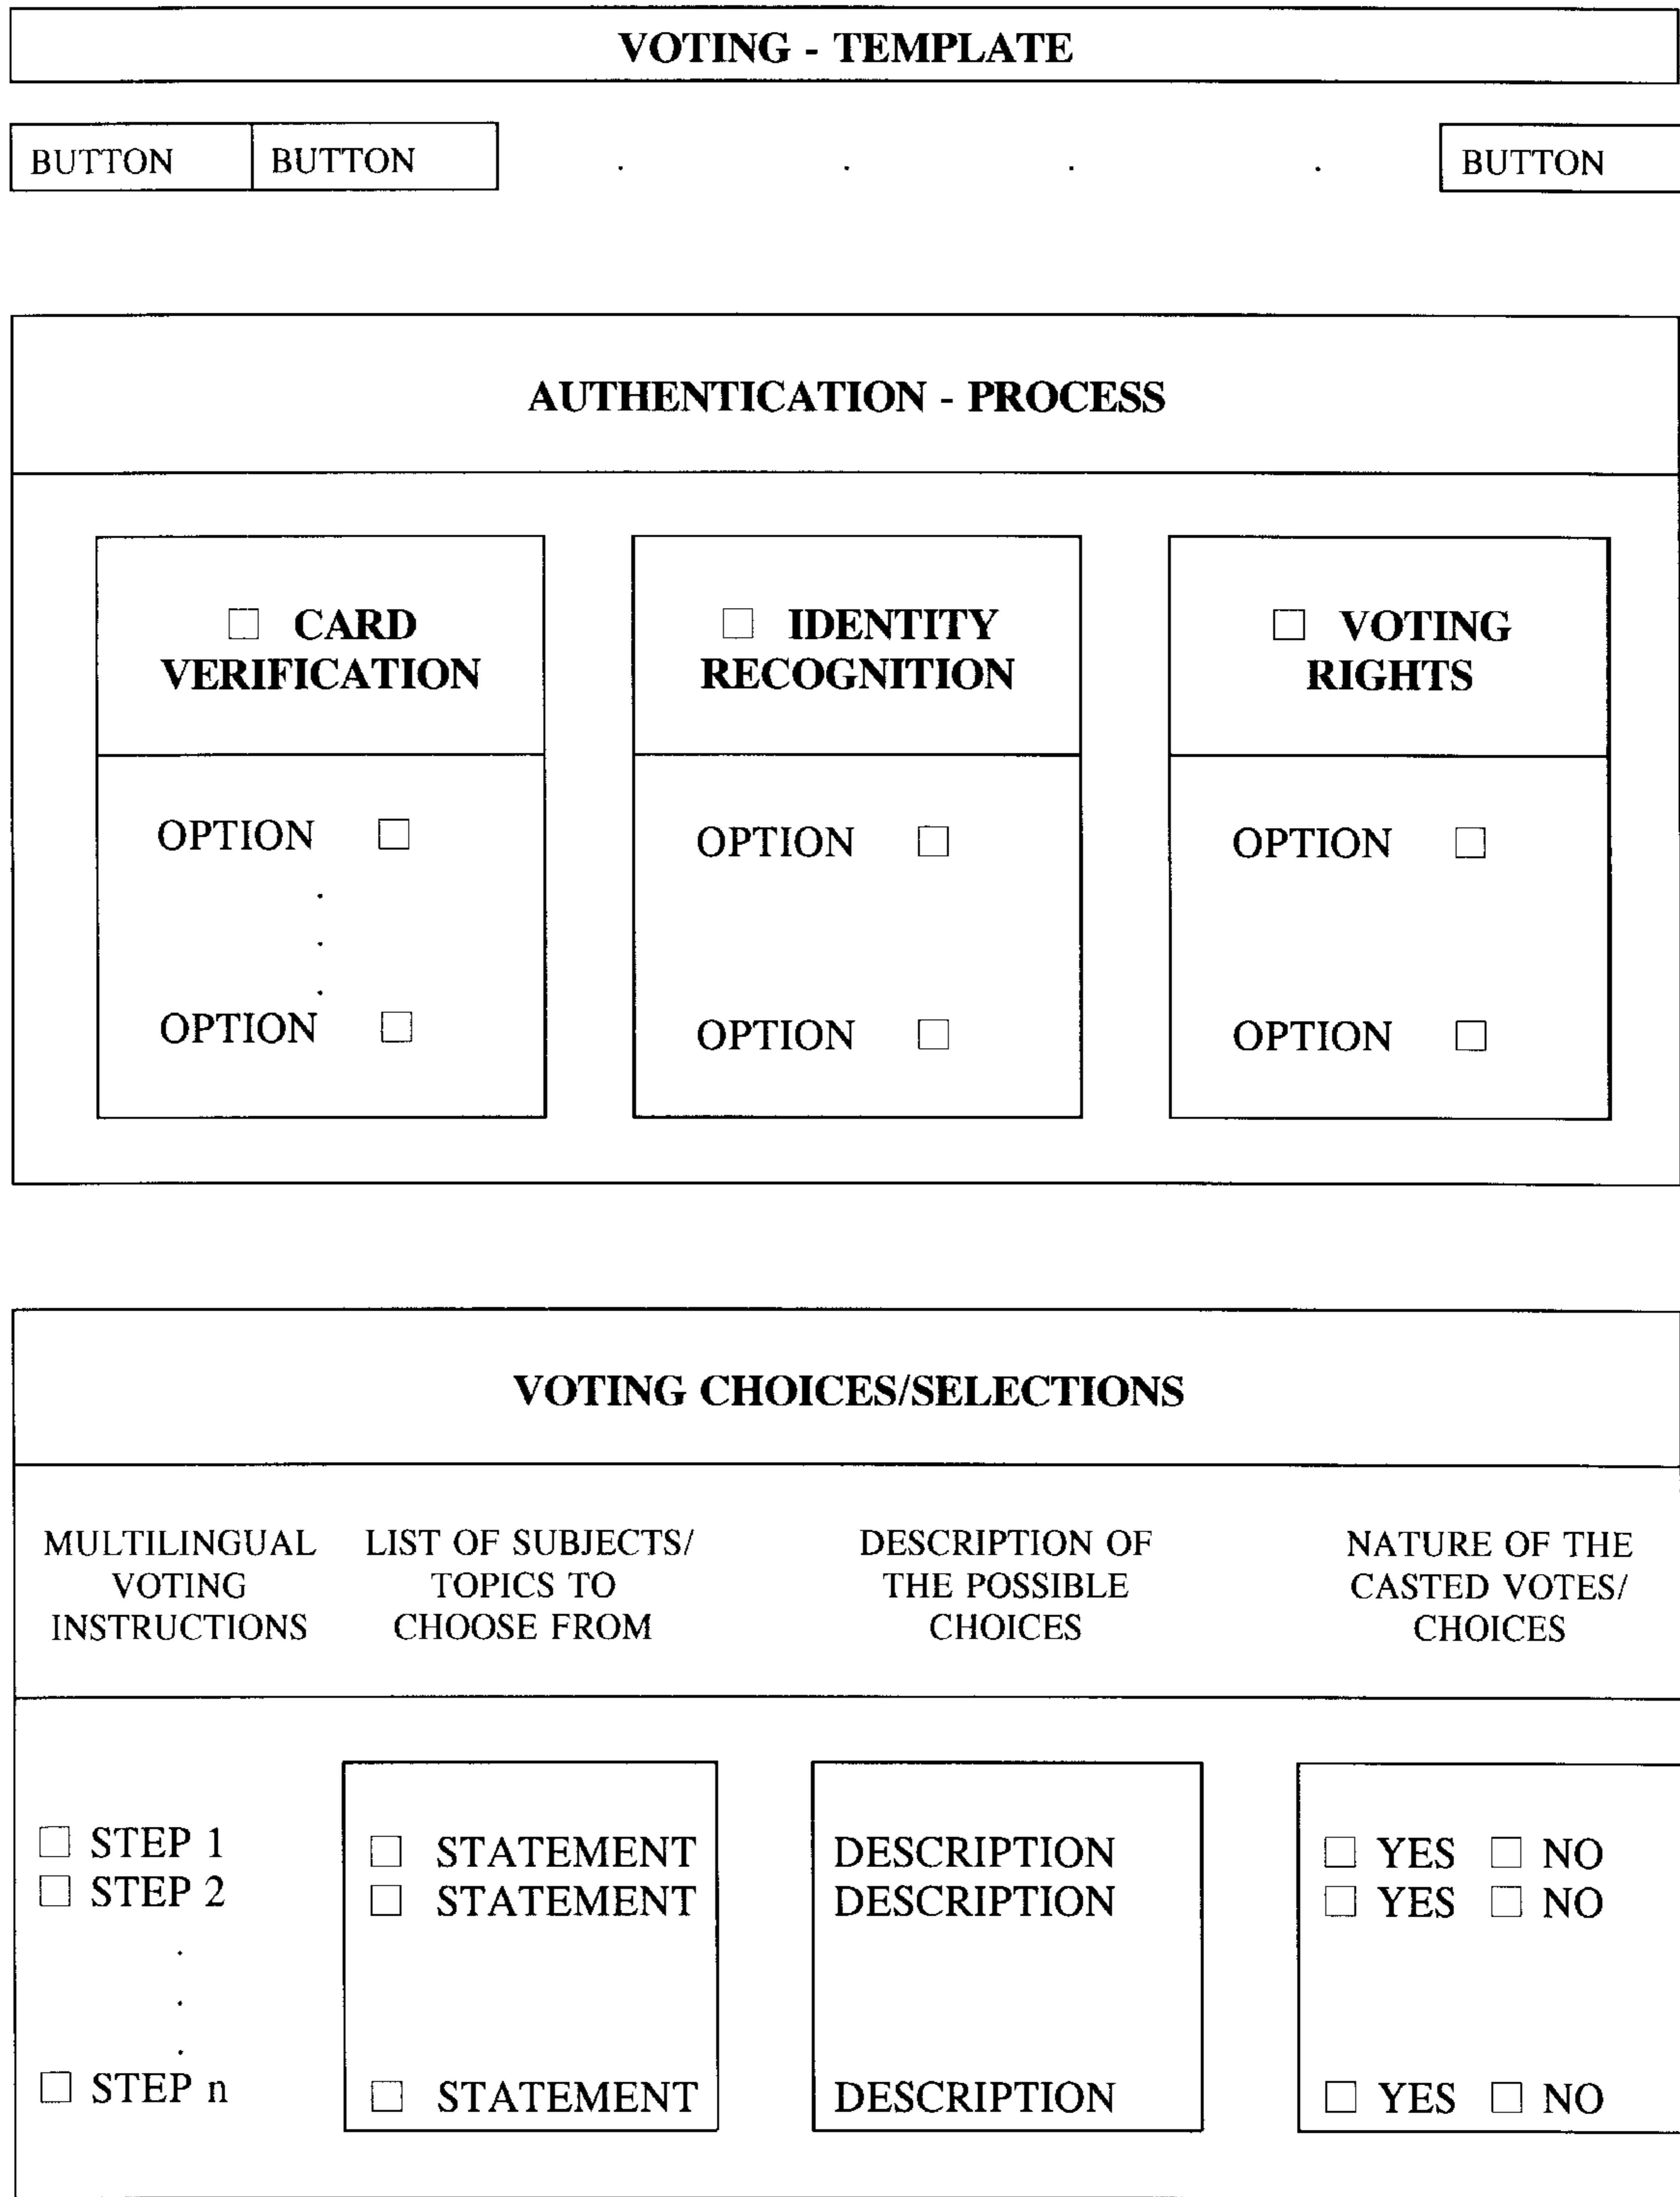 VOTING - TEMPLATE
BUTTON BUTTON . . . . BUTTON
AUTHENTICATION - PROCESS
☐ CARD
VERIFICATION
OPTION ☐
.
.
.
OPTION ☐
☐ IDENTITY
RECOGNITION
OPTION ☐
OPTION ☐
☐ VOTING
RIGHTS
OPTION ☐
OPTION ☐
VOTING CHOICES/SELECTIONS
MULTILINGUAL
VOTING
INSTRUCTIONS
LIST OF SUBJECTS/
TOPICS TO
CHOOSE FROM
DESCRIPTION OF
THE POSSIBLE
CHOICES
NATURE OF THE
CASTED VOTES/
CHOICES
☐ STEP 1
☐ STEP 2
.
.
.
☐ STEP n
☐ STATEMENT
☐ STATEMENT
☐ STATEMENT
DESCRIPTION
DESCRIPTION
DESCRIPTION
☐ YES ☐ NO
☐ YES ☐ NO
☐ YES ☐ NO